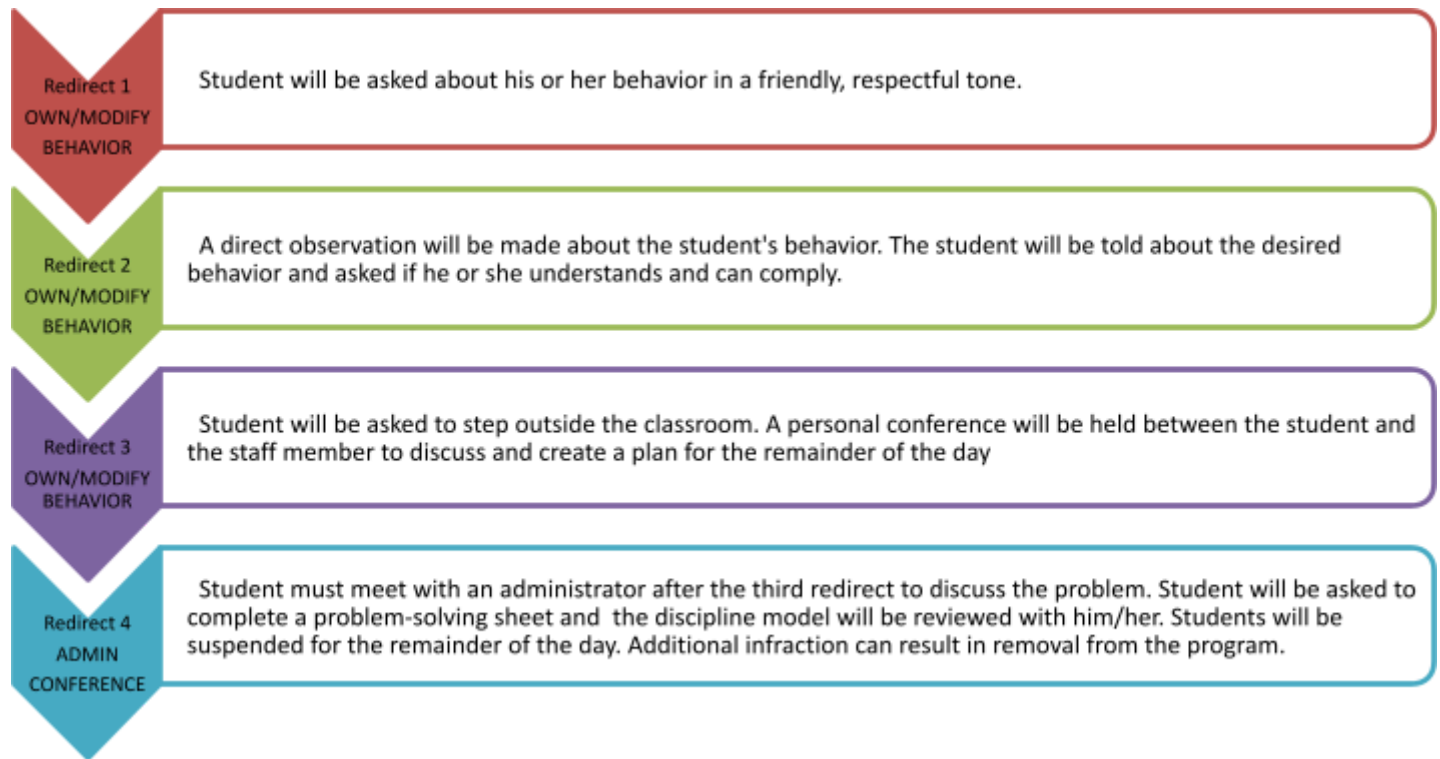 Redirect 1
OWN/MODIFY
BEHAVIOR
Student will be asked about his or her behavior in a friendly, respectful tone.
Redirect 2
OWN/MODIFY
BEHAVIOR
A direct observation will be made about the student's behavior. The student will be told about the desired
behavior and asked if he or she understands and can comply.
Redirect 3
OWN/MODIFY
BEHAVIOR
Student will be asked to step outside the classroom. A personal conference will be held between the student and
the staff member to discuss and create a plan for the remainder of the day
Redirect 4
ADMIN
CONFERENCE
Student must meet with an administrator after the third redirect to discuss the problem. Student will be asked to
complete a problem-solving sheet and  the discipline model will be reviewed with him/her. Students will be
suspended for the remainder of the day. Additional infraction can result in removal from the program.